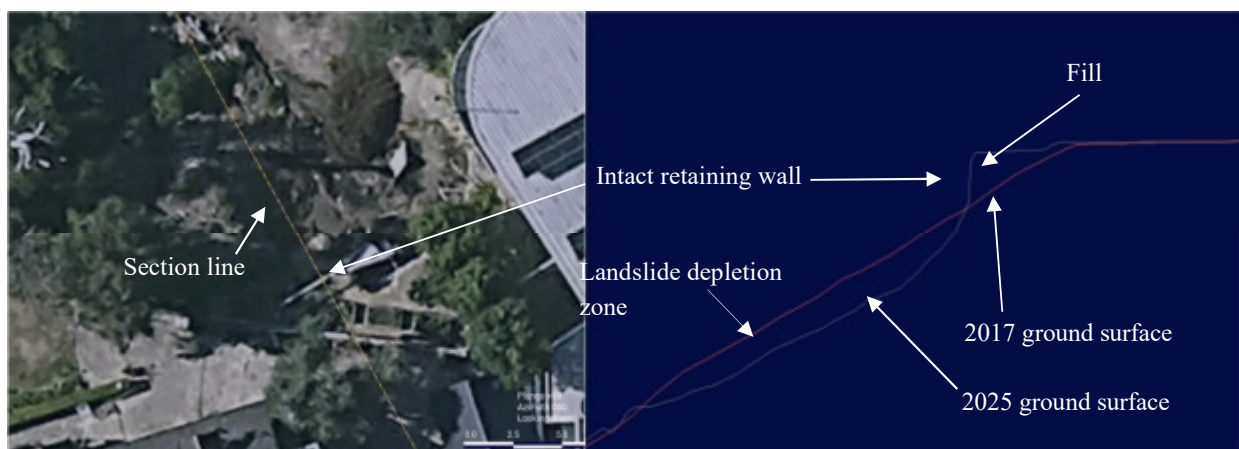 Fill
Intact retaining wall
Section line
Landslide depletion
zone
2017 ground surface
2025 ground surface